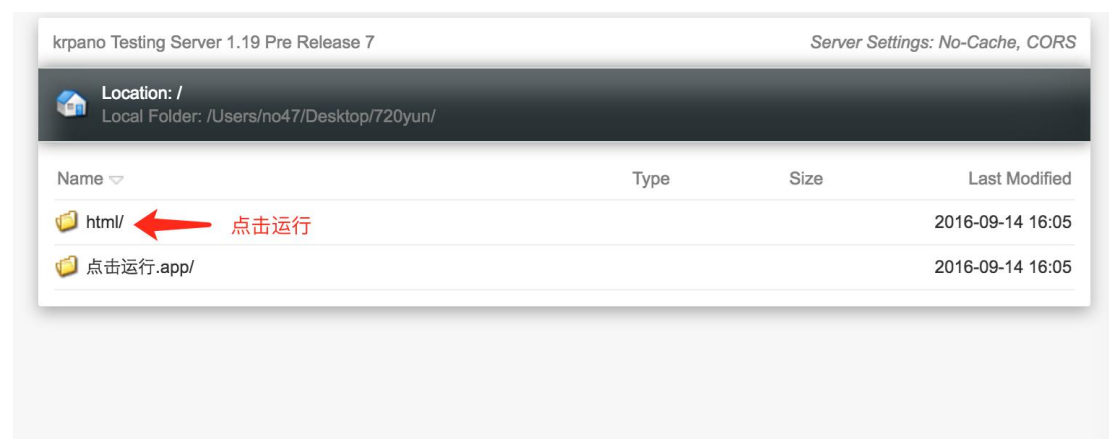 krpano Testing Server 1.19 Pre Release 7 Server Settings: No-Cache, CORS
Location: /
Local Folder: /Users/no47/Desktop/720yun/
Name Type Size Last Modified
html/ 点击运行 2016-09-14 16:05
点击运行.app/ 2016-09-14 16:05